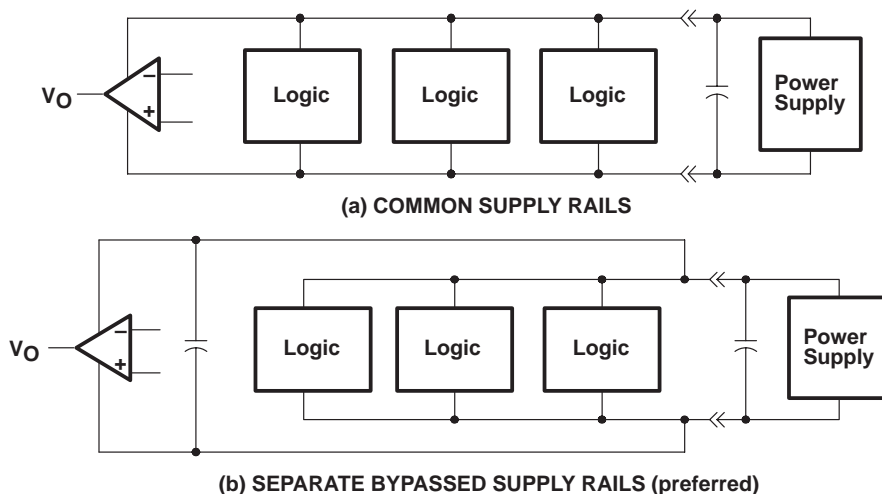 −
VO
+
Logic
Logic
Logic
Power
Supply
(a) COMMON SUPPLY RAILS
−
VO
+
Logic
Logic
Logic
Power
Supply
(b) SEPARATE BYPASSED SUPPLY RAILS (preferred)